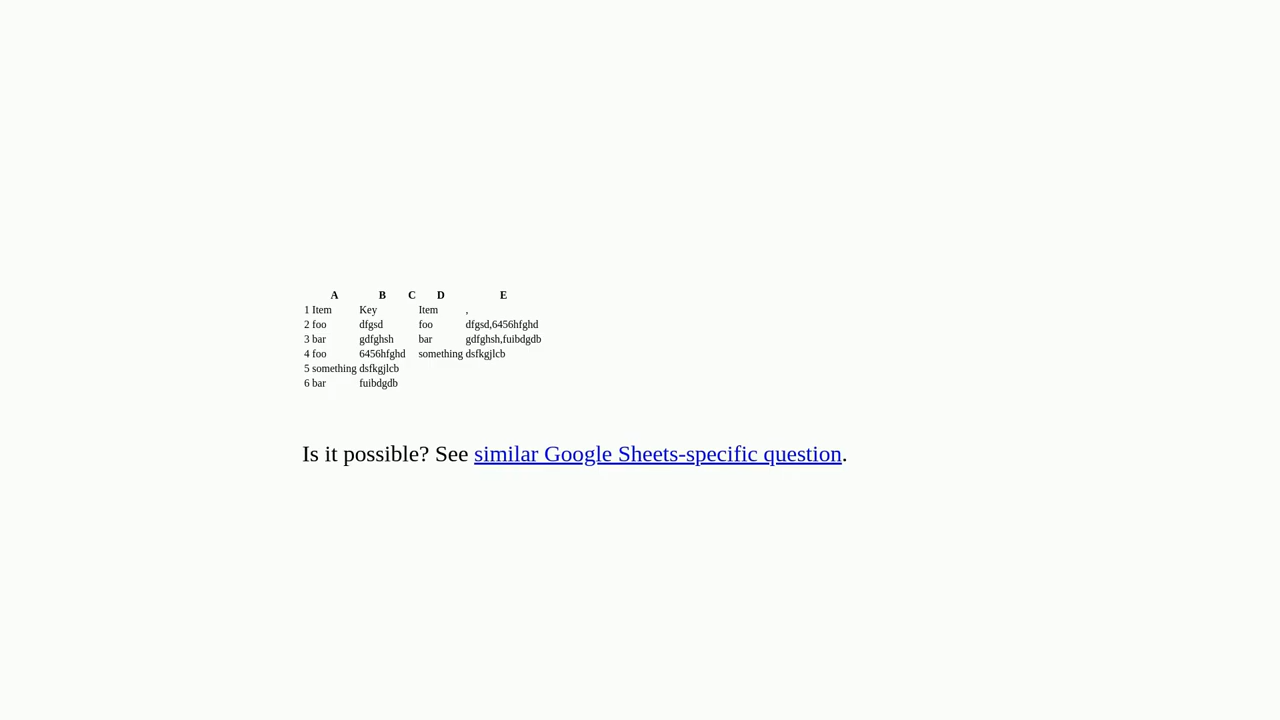 A B C D E
1 Item Key Item ,
2 foo dfgsd foo dfgsd,6456hfghd
3 bar gdfghsh bar gdfghsh,fuibdgdb
4 foo 6456hfghd something dsfkgjlcb
5 something dsfkgjlcb
6 bar fuibdgdb
Is it possible? See similar Google Sheets-specific question.